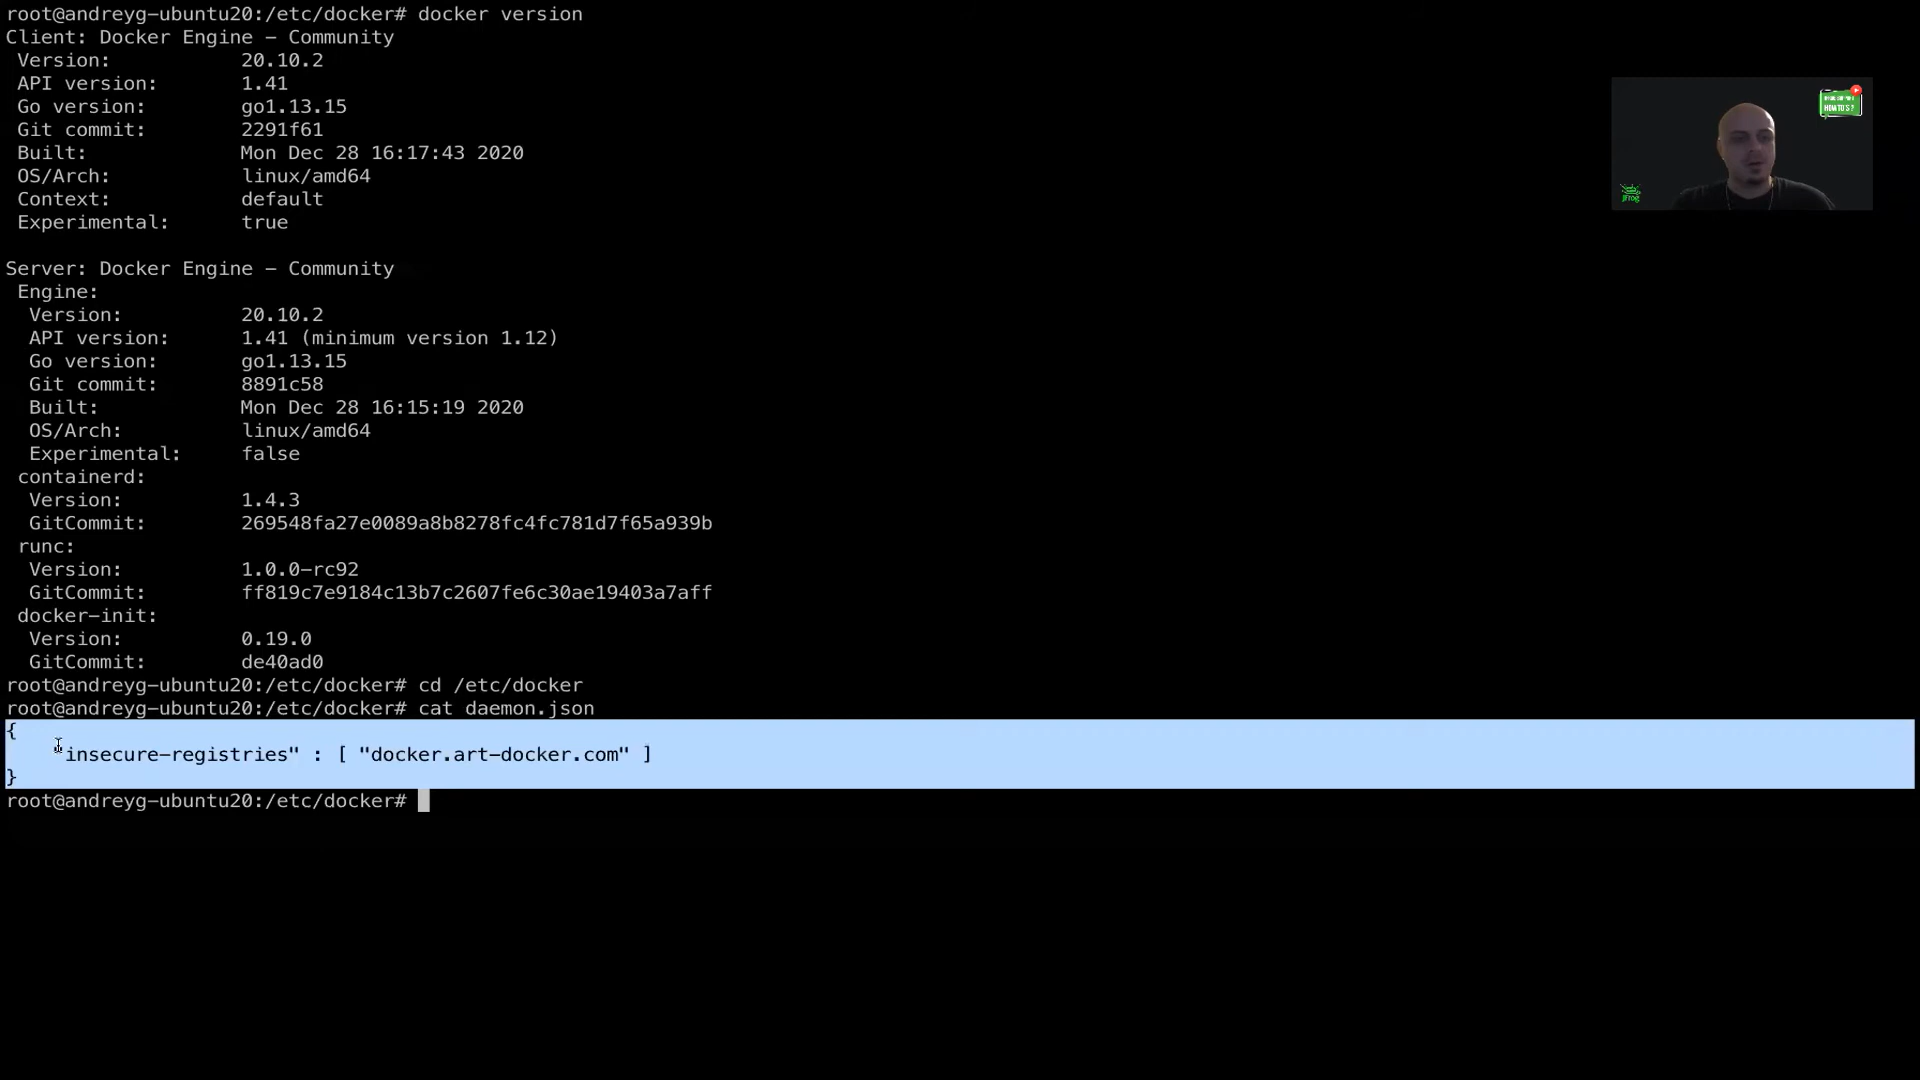 root@andreyg-ubuntu20:/etc/docker# docker version
Client: Docker Engine - Community
Version: 20.10.2
API version: 1.41
Go version: go1.13.15
Git commit: 2291f61
Built: Mon Dec 28 16:17:43 2020
OS/Arch: linux/amd64
Context: default
Experimental: true
Server: Docker Engine - Community
Engine:
Version: 20.10.2
API version: 1.41 (minimum version 1.12)
Go version: go1.13.15
Git commit: 8891c58
Built: Mon Dec 28 16:15:19 2020
OS/Arch: linux/amd64
Experimental: false
containerd:
Version: 1.4.3
GitCommit: 269548fa27e0089a8b8278fc4fc781d7f65a939b
runc:
Version: 1.0.0-rc92
GitCommit: ff819c7e9184c13b7c2607fe6c30ae19403a7aff
docker-init:
Version: 0.19.0
GitCommit: de40ad0
root@andreyg-ubuntu20:/etc/docker# cd /etc/docker
root@andreyg-ubuntu20:/etc/docker# cat daemon.json
{
"insecure-registries" : [ "docker.art-docker.com" ]
}
root@andreyg-ubuntu20:/etc/docker#
HOW TO'S ?
JFrog